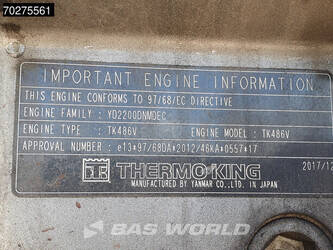 70275561
IMPORTANT ENGINE INFORMATION
THIS ENGINE CONFORMS TO 97/68/EC DIRECTIVE
ENGINE FAMILY : YD2200DNMDEC
ENGINE TYPE : TK486V ENGINE MODEL : TK486V
APPROVAL NUMBER : e13*97/68DA*2012/46KA*0557*17
THERMO KING 2017/12
MANUFACTURED BY YANMAR CO.,LTD. IN JAPAN
BAS WORLD